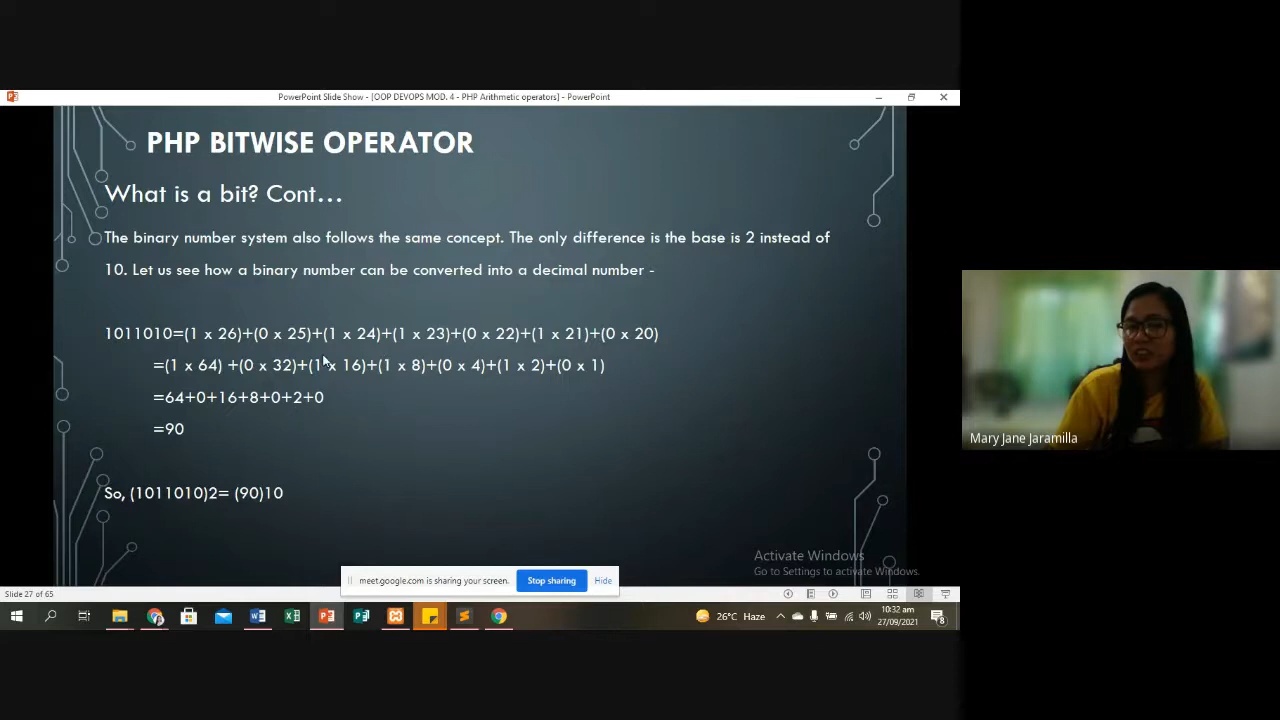 PowerPoint Slide Show - [OOP DEVOPS MOD. 4 - PHP Arithmetic operators] - PowerPoint
PHP BITWISE OPERATOR
What is a bit? Cont…
The binary number system also follows the same concept. The only difference is the base is 2 instead of
10. Let us see how a binary number can be converted into a decimal number -
1011010=(1 x 26)+(0 x 25)+(1 x 24)+(1 x 23)+(0 x 22)+(1 x 21)+(0 x 20)
=(1 x 64) +(0 x 32)+(1 x 16)+(1 x 8)+(0 x 4)+(1 x 2)+(0 x 1)
=64+0+16+8+0+2+0
=90
So, (1011010)2= (90)10
Mary Jane Jaramilla
Activate Windows
Go to Settings to activate Windows.
meet.google.com is sharing your screen.
Stop sharing
Hide
Slide 27 of 65
26°C Haze
10:32 am
27/09/2021
8